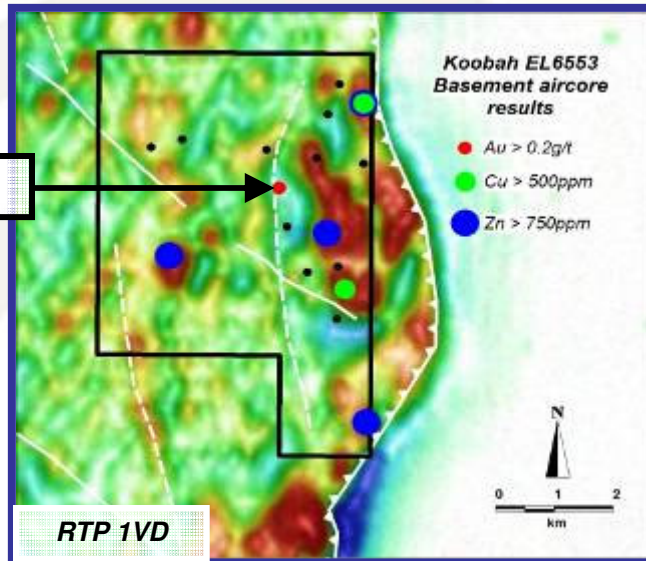 Koobah EL6553
Basement aircore
results
Au > 0.2g/t
Cu > 500ppm
Zn > 750ppm
N
0 1 2
km
RTP 1VD